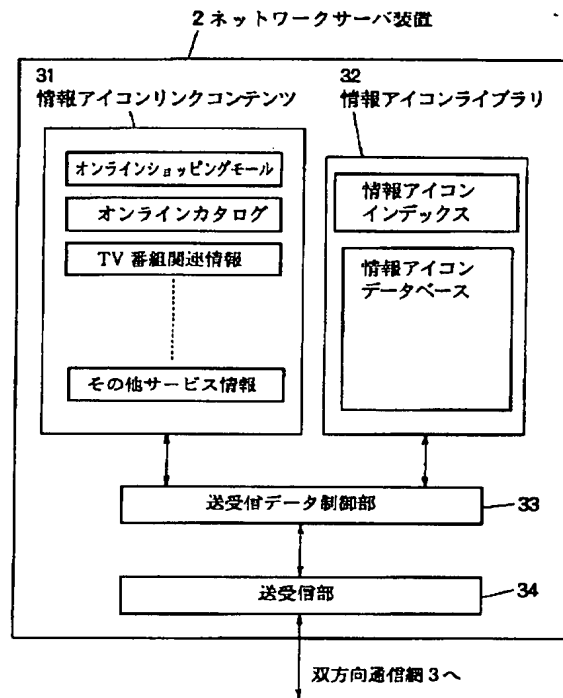 2 ネットワークサーバ装置
31
情報アイコンリンクコンテンツ
オンラインショッピングモール
オンラインカタログ
TV 番組関連情報
その他サービス情報
32
情報アイコンライブラリ
情報アイコン
インデックス
情報アイコン
データベース
送受信データ制御部
33
送受信部
34
双方向通信網 3 へ